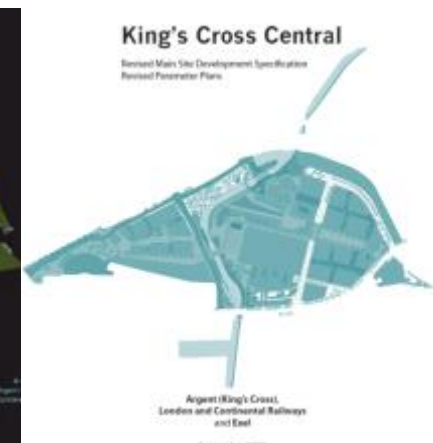 King's Cross Central
Revised Main Site Development Specification
Revised Parameter Plans
Argent (King's Cross),
London and Continental Railways
and Exel